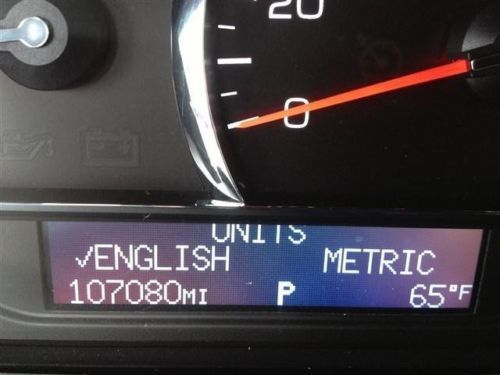 20
0
UNITS
✓ENGLISH METRIC
107080MI P 65°F